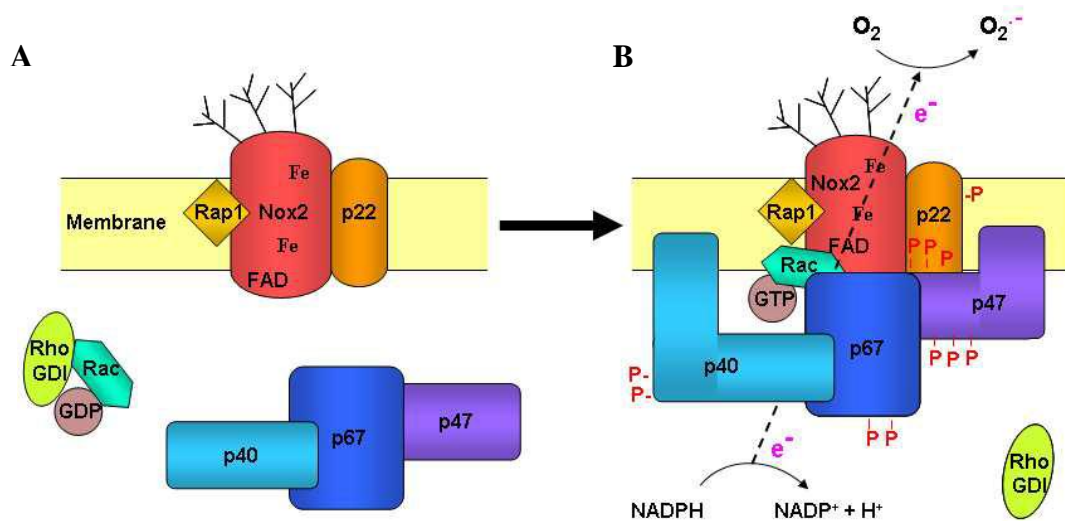 A
Fe
Rap1
Nox2
p22
Membrane
Fe
FAD
Rho
GDI
Rac
GDP
p40
p67
p47
B
O₂
O₂·-
e-
Fe
Nox2
-P
Rap1
Fe
p22
FAD
P P P
Rac
GTP
p47
p67
P P P
p40
P-
P-
P P
e-
Rho
GDI
NADPH
NADP⁺ + H⁺